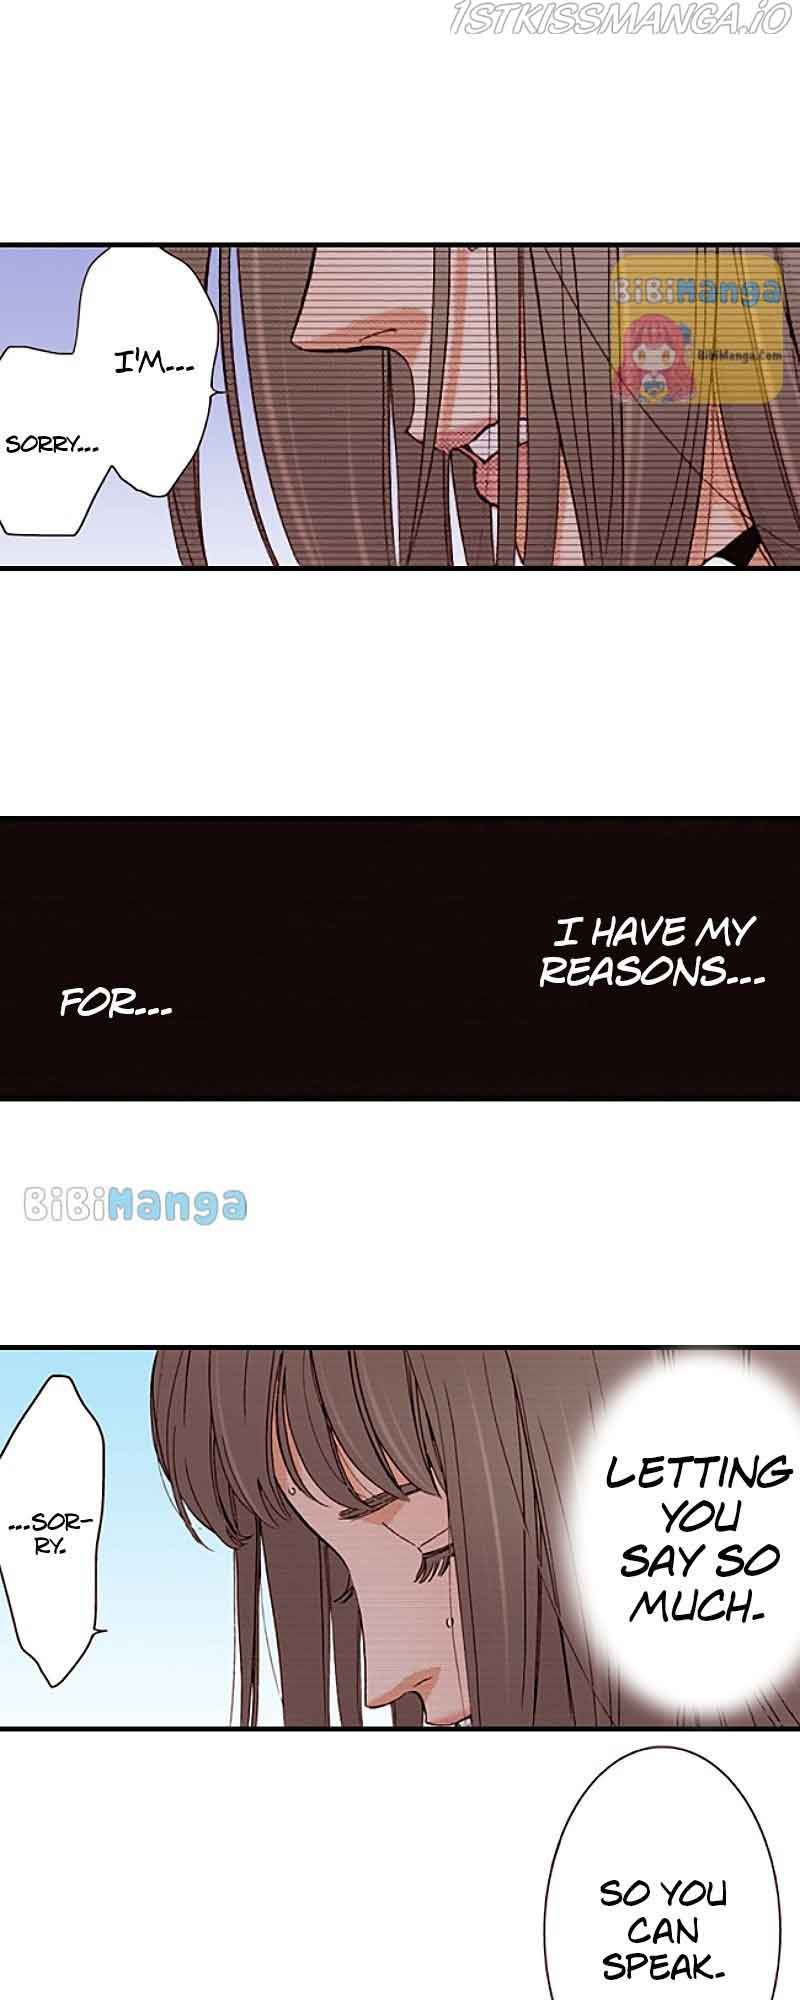 1STKISSMANGA.IO
BiBiManga
BibiManga.Com
I'M...
SORRY...
I HAVE MY
REASONS...
FOR...
BiBiManga
LETTING
YOU
SAY SO
MUCH.
...SOR-
RY.
SO YOU
CAN
SPEAK.